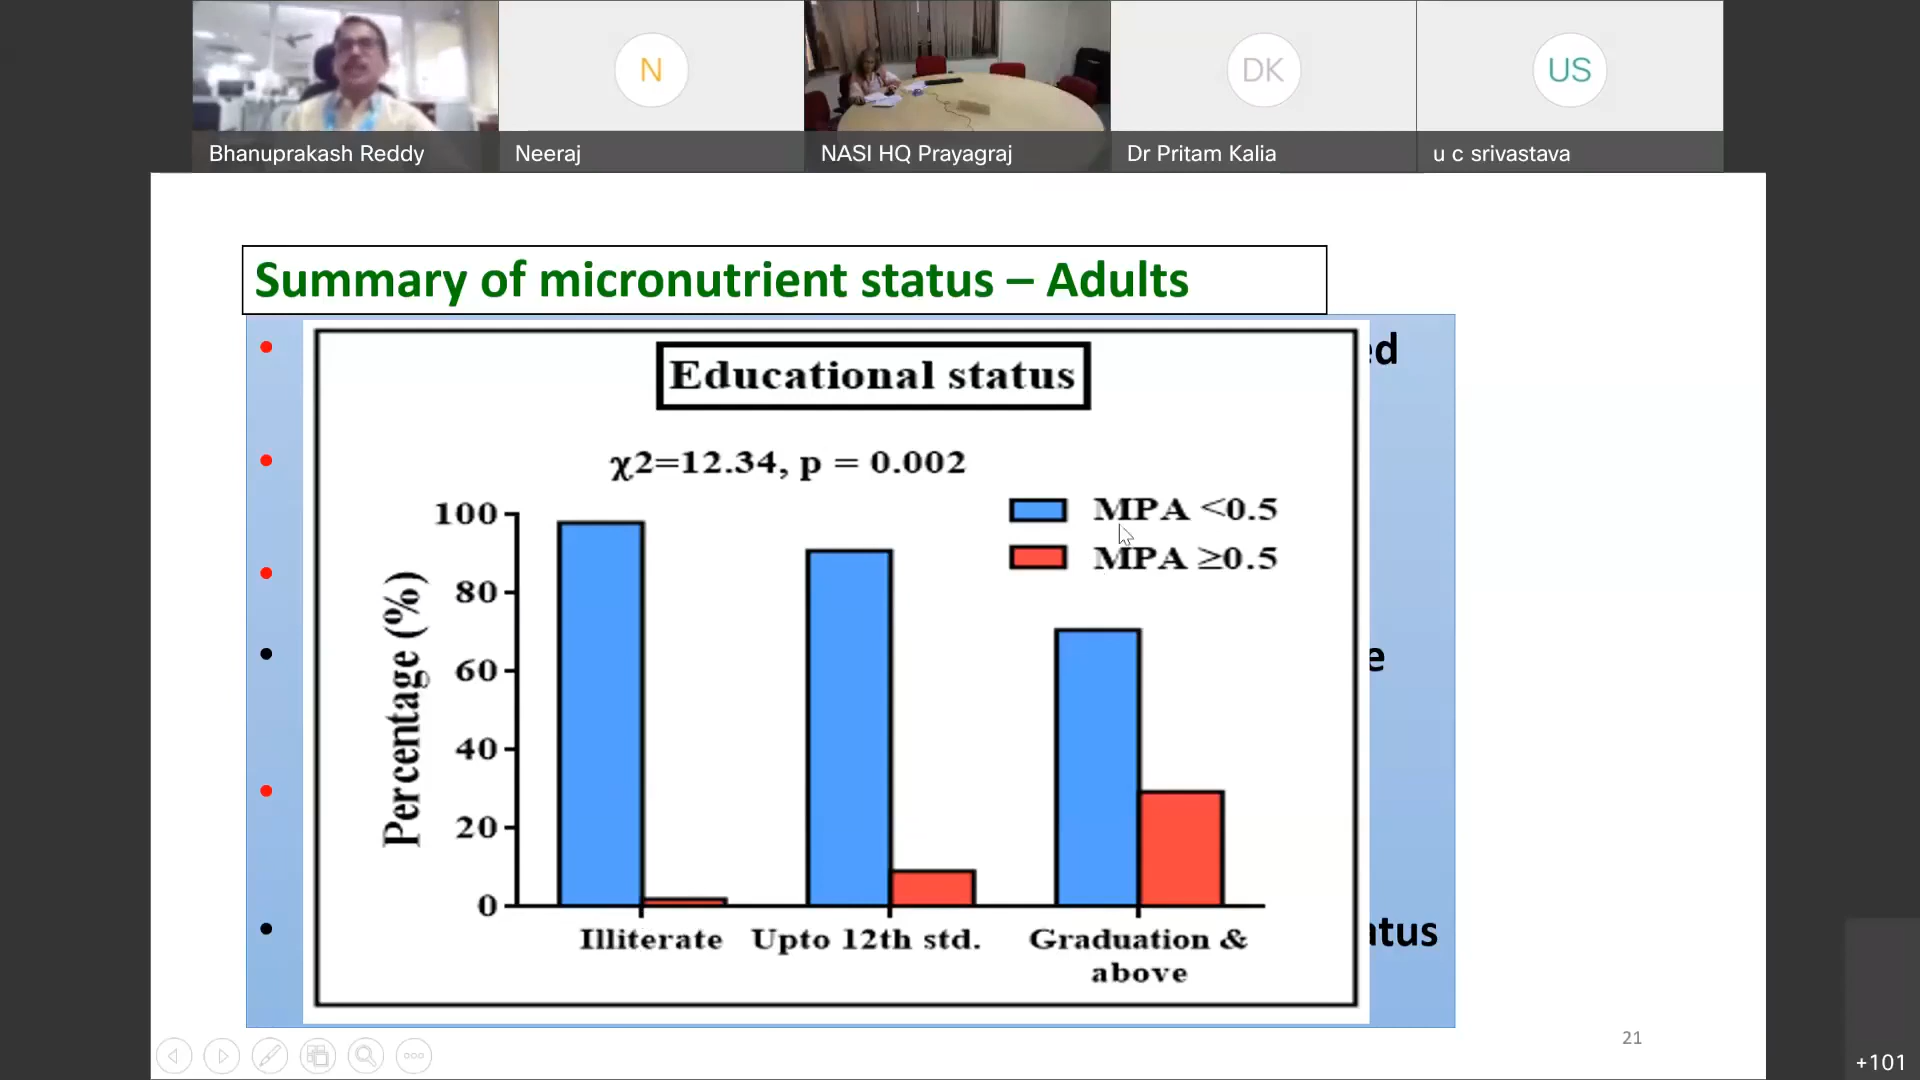 N
DK
US
Bhanuprakash Reddy
Neeraj
NASI HQ Prayagraj
Dr Pritam Kalia
u c srivastava
Summary of micronutrient status – Adults
Educational status
χ2=12.34, p = 0.002
MPA <0.5
MPA ≥0.5
Percentage (%)
100
80
60
40
20
0
Illiterate
Upto 12th std.
Graduation &
above
21
+101